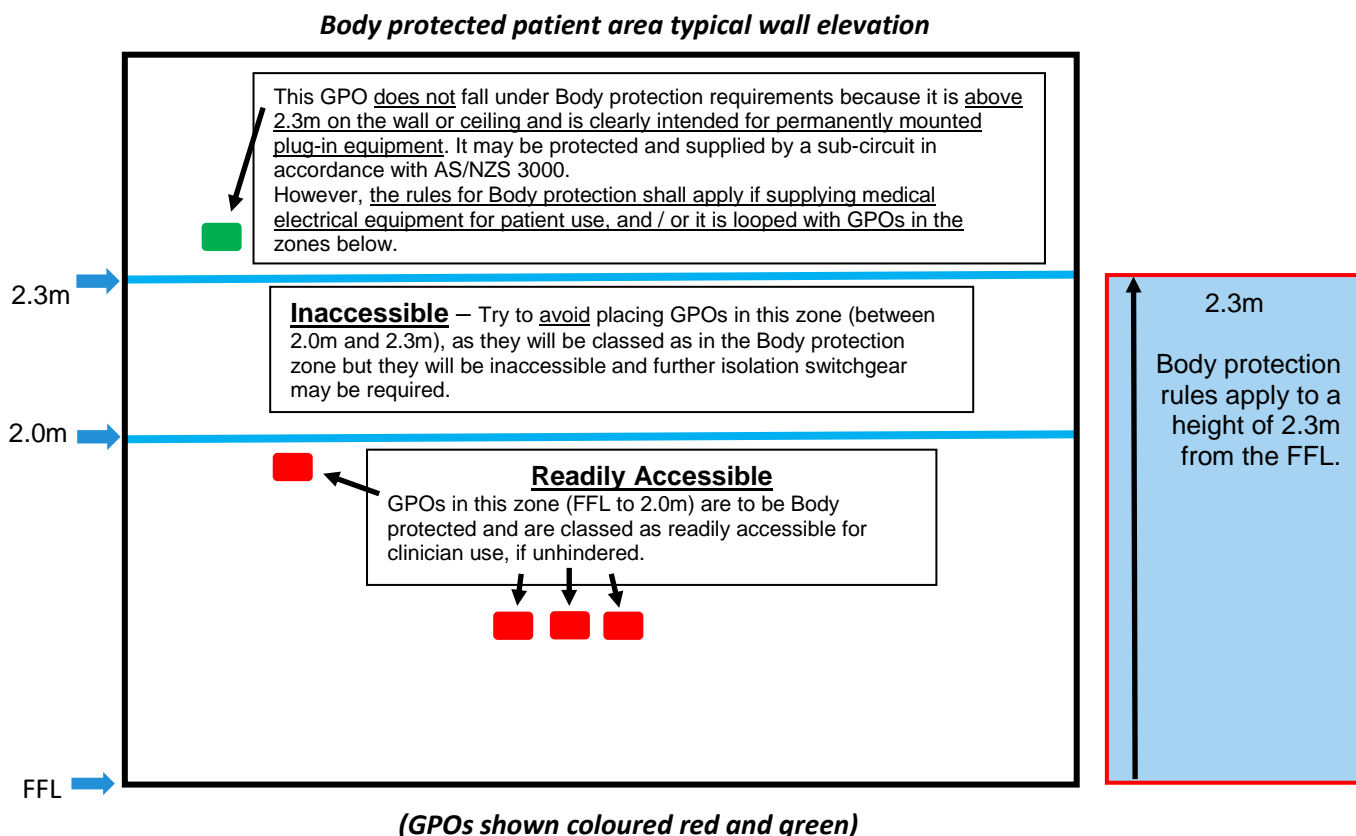 Body protected patient area typical wall elevation
This GPO does not fall under Body protection requirements because it is above
2.3m on the wall or ceiling and is clearly intended for permanently mounted
plug-in equipment. It may be protected and supplied by a sub-circuit in
accordance with AS/NZS 3000.
However, the rules for Body protection shall apply if supplying medical
electrical equipment for patient use, and / or it is looped with GPOs in the
zones below.
2.3m
Inaccessible – Try to avoid placing GPOs in this zone (between
2.0m and 2.3m), as they will be classed as in the Body protection
zone but they will be inaccessible and further isolation switchgear
may be required.
2.0m
Readily Accessible
GPOs in this zone (FFL to 2.0m) are to be Body
protected and are classed as readily accessible for
clinician use, if unhindered.
FFL
2.3m
Body protection
rules apply to a
height of 2.3m
from the FFL.
(GPOs shown coloured red and green)